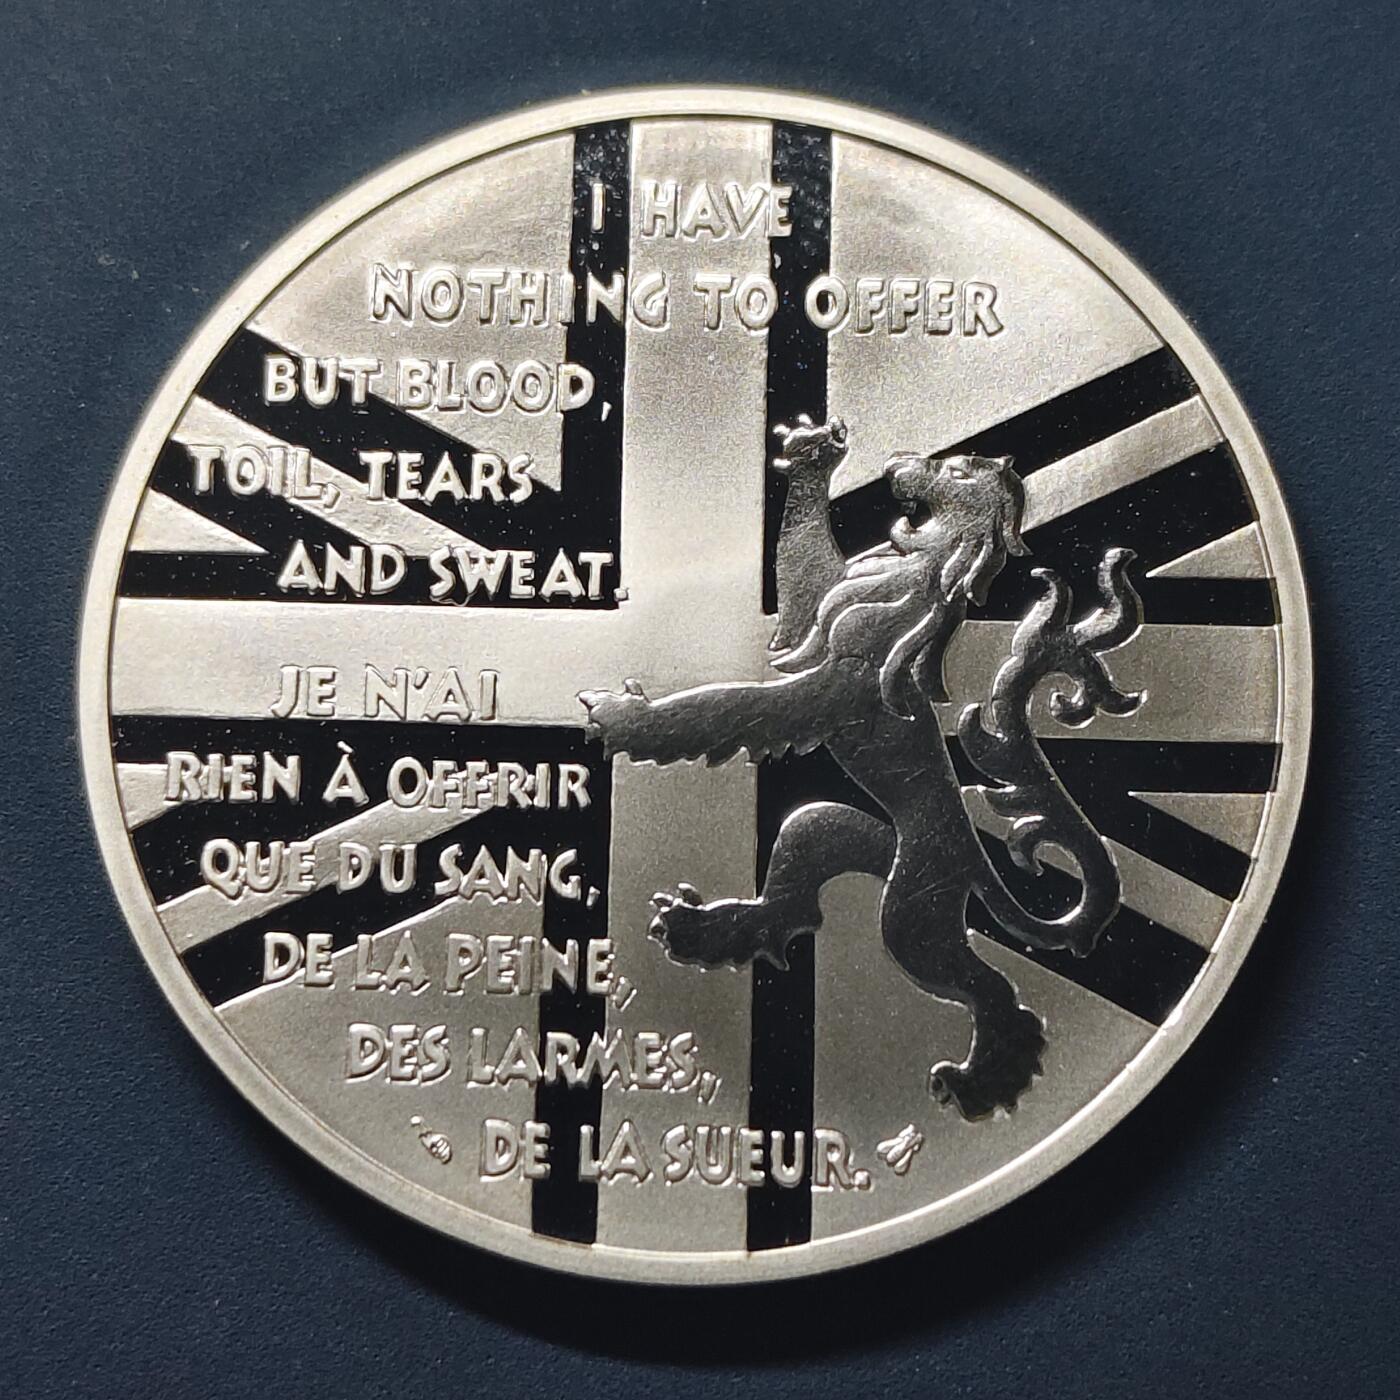 I HAVE
NOTHING TO OFFER
BUT BLOOD,
TOIL, TEARS
AND SWEAT.
JE N'AI
RIEN À OFFRIR
QUE DU SANG,
DE LA PEINE,
DES LARMES,
DE LA SUEUR.